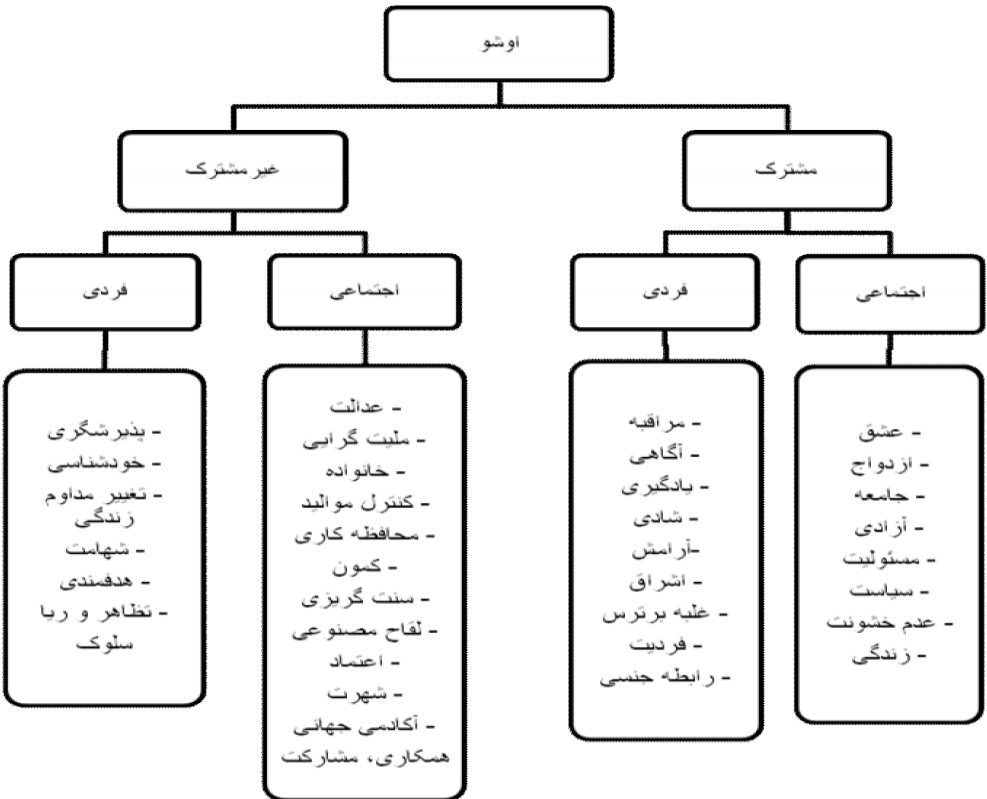 اوشو
مشترک
غیر مشترک
اجتماعی
فردی
اجتماعی
فردی
- عشق
- ازدواج
- جامعه
- آزادی
- مسئولیت
- سیاست
- عدم خشونت
- زندگی
- مراقبه
- آگاهی
- یادگیری
- شادی
-آرامش
- اشراق
- غلبه برترس
- فردیت
- رابطه جنسی
- عدالت
- ملیت گرایی
- خانواده
- کنترل موالید
- محافظه کاری
- کمون
- سنت گریزی
- لقاح مصنوعی
- اعتماد
- شهرت
- آکادمی جهانی
همکاری، مشارکت
- پذیرشگری
- خودشناسی
- تغییر مداوم
زندگی
- شهامت
- هدفمندی
- تظاهر و ریا
سلوک